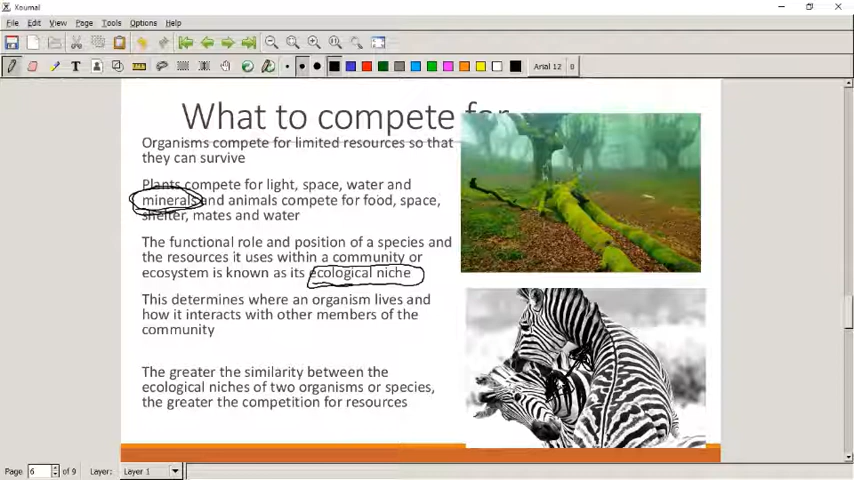 Xournal
File Edit View Page Tools Options Help
Arial 12 0
What to compete for
Organisms compete for limited resources so that
they can survive
Plants compete for light, space, water and
minerals and animals compete for food, space,
shelter, mates and water
The functional role and position of a species and
the resources it uses within a community or
ecosystem is known as its ecological niche
This determines where an organism lives and
how it interacts with other members of the
community
The greater the similarity between the
ecological niches of two organisms or species,
the greater the competition for resources
Page 6 of 9 Layer: Layer 1